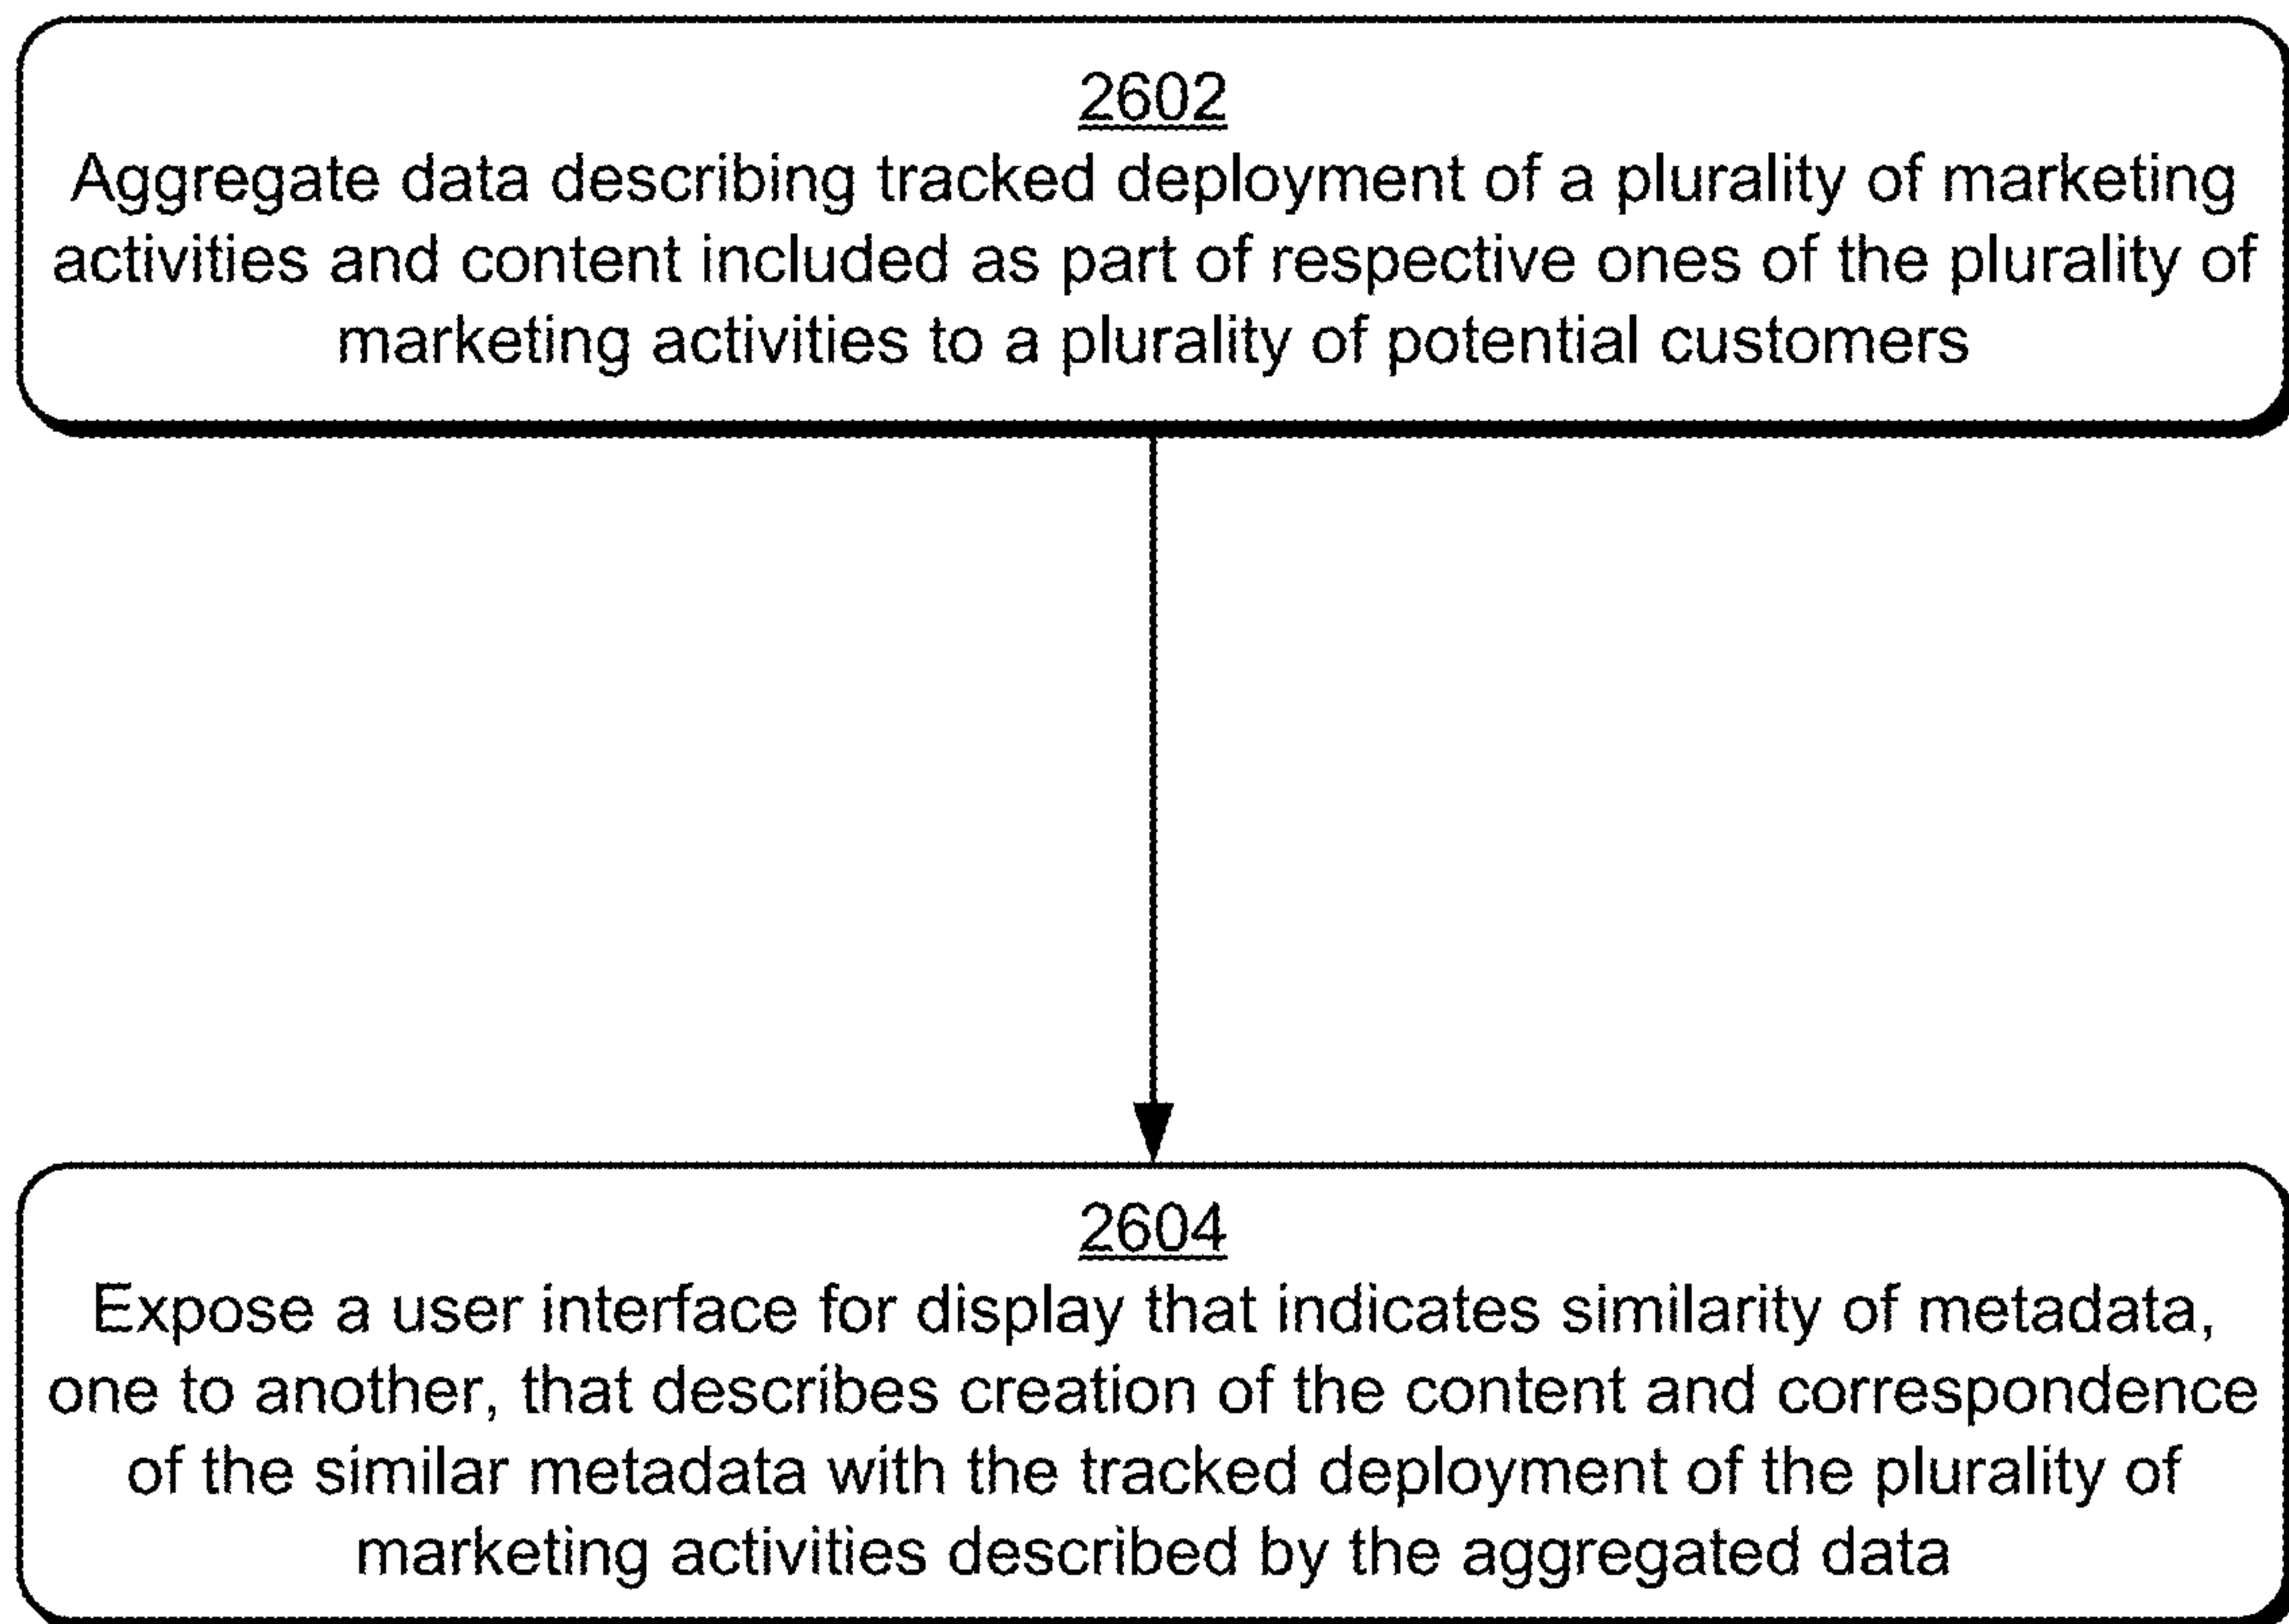 2602
Aggregate data describing tracked deployment of a plurality of marketing
activities and content included as part of respective ones of the plurality of
marketing activities to a plurality of potential customers
2604
Expose a user interface for display that indicates similarity of metadata,
one to another, that describes creation of the content and correspondence
of the similar metadata with the tracked deployment of the plurality of
marketing activities described by the aggregated data